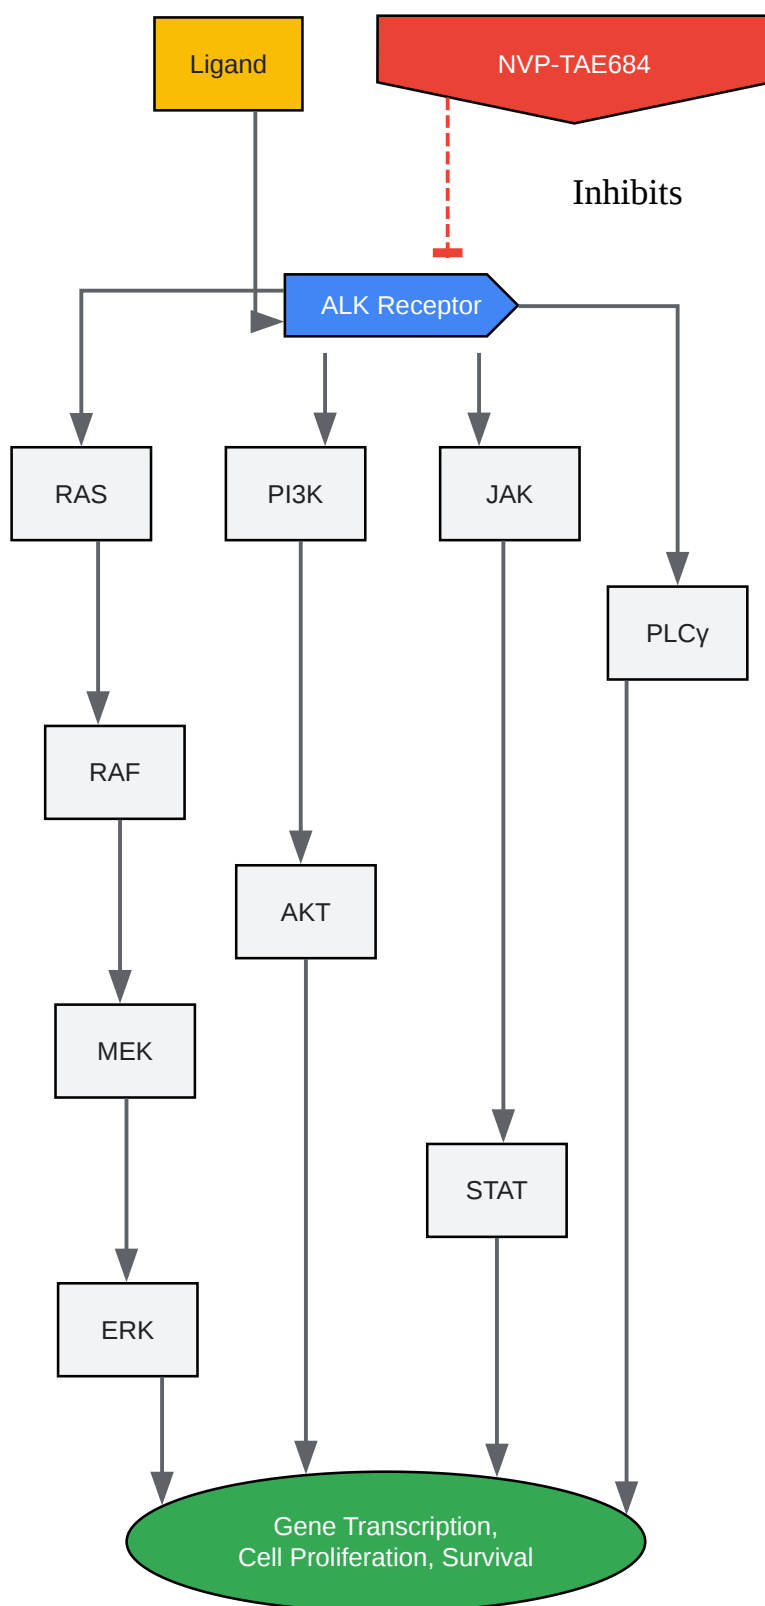 Ligand
NVP-TAE684
Inhibits
ALK Receptor
RAS
PI3K
JAK
PLCγ
RAF
AKT
MEK
STAT
ERK
Gene Transcription,
Cell Proliferation, Survival